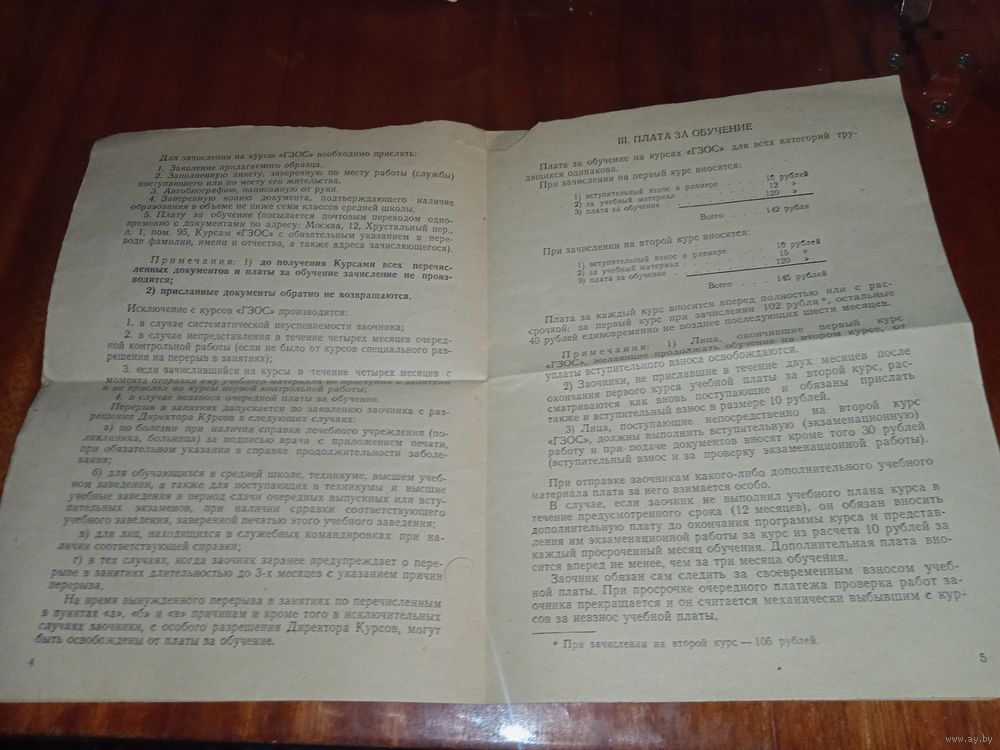 Для зачисления на курсы «ГЗОС» необходимо прислать:
1. Заявление прилагаемого образца.
2. Заполненную анкету, заверенную по месту работы (службы)
поступающего или по месту его жительства.
3. Автобиографию, написанную от руки.
4. Заверенную копию документа, подтверждающего наличие
образования в объеме не ниже семи классов средней школы.
5. Плату за обучение (посылается почтовым переводом одно-
временно с документами по адресу: Москва, 12, Хрустальный пер.,
д. 1, пом. 95, Курсам «ГЗОС» с обязательным указанием в пере-
воде фамилии, имени и отчества, а также адреса зачисляющегося).
Примечания: 1) до получения Курсами всех перечис-
ленных документов и платы за обучение зачисление не произ-
водится;
2) присланные документы обратно не возвращаются.
Исключение с курсов «ГЗОС» производится:
1. в случае систематической неуспеваемости заочника;
2. в случае непредставления в течение четырех месяцев очеред-
ной контрольной работы (если не было от курсов специального раз-
решения на перерыв в занятиях);
3. если зачислившийся на курсы в течение четырех месяцев с
момента отправки ему учебного материала не приступил к занятиям
и не прислал на курсы первой контрольной работы;
4. в случае невзноса очередной платы за обучение.
Перерыв в занятиях допускается по заявлению заочника с раз-
решения Директора Курсов в следующих случаях:
а) по болезни при наличии справки лечебного учреждения (по-
ликлиника, больница) за подписью врача с приложением печати,
при обязательном указании в справке продолжительности заболе-
вания;
б) для обучающихся в средней школе, техникуме, высшем учеб-
ном заведении, а также для поступающих в техникумы и высшие
учебные заведения в период сдачи очередных выпускных или всту-
пительных экзаменов, при наличии справки соответствующего
учебного заведения, заверенной печатью этого учебного заведения;
в) для лиц, находящихся в служебных командировках при на-
личии соответствующей справки;
г) в тех случаях, когда заочник заранее предупреждает о пере-
рыве в занятиях длительностью до 3-х месяцев с указанием причин
перерыва.
На время вынужденного перерыва в занятиях по перечисленным
в пунктах «а», «б» и «в» причинам и кроме того в исключительных
случаях заочники, с особого разрешения Директора Курсов, могут
быть освобождены от платы за обучение.
4
III. ПЛАТА ЗА ОБУЧЕНИЕ
Плата за обучение на курсах «ГЗОС» для всех категорий тру-
дящихся одинакова.
При зачислении на первый курс вносится:
1) вступительный взнос в размере . . . . 10 рублей
2) за учебный материал . . . . . . . 12 »
3) плата за обучение . . . . . . . . 120 »
Всего . . . . 142 рубля
При зачислении на второй курс вносится:
1) вступительный взнос в размере . . . . 10 рублей
2) за учебный материал . . . . . . . 15 »
3) плата за обучение . . . . . . . . 120 »
Всего . . . . 145 рублей
Плата за каждый курс вносится вперед полностью или с рас-
срочкой: за первый курс при зачислении 102 рубля*, остальные
40 рублей единовременно не позднее последующих шести месяцев.
Примечания: 1) Лица, окончившие первый курс
«ГЗОС», желающие продолжать обучение на втором курсе, от
уплаты вступительного взноса освобождаются.
2) Заочники, не приславшие в течение двух месяцев после
окончания первого курса учебной платы за второй курс, рас-
сматриваются как вновь поступающие и обязаны прислать
также и вступительный взнос в размере 10 рублей.
3) Лица, поступающие непосредственно на второй курс
«ГЗОС», должны выполнить вступительную (экзаменационную)
работу и при подаче документов вносят кроме того 30 рублей
(вступительный взнос и за проверку экзаменационной работы).
При отправке заочникам какого-либо дополнительного учебного
материала плата за него взимается особо.
В случае, если заочник не выполнил учебного плана курса в
течение предусмотренного срока (12 месяцев), он обязан вносить
дополнительную плату до окончания программы курса и представ-
ления им экзаменационной работы за курс из расчета 10 рублей за
каждый просроченный месяц обучения. Дополнительная плата вно-
сится вперед не менее, чем за три месяца обучения.
Заочник обязан сам следить за своевременным взносом учеб-
ной платы. При просрочке очередного платежа проверка работ за-
очника прекращается и он считается механически выбывшим с кур-
сов за невзнос учебной платы.
* При зачислении на второй курс — 105 рублей.
5
www.ay.by